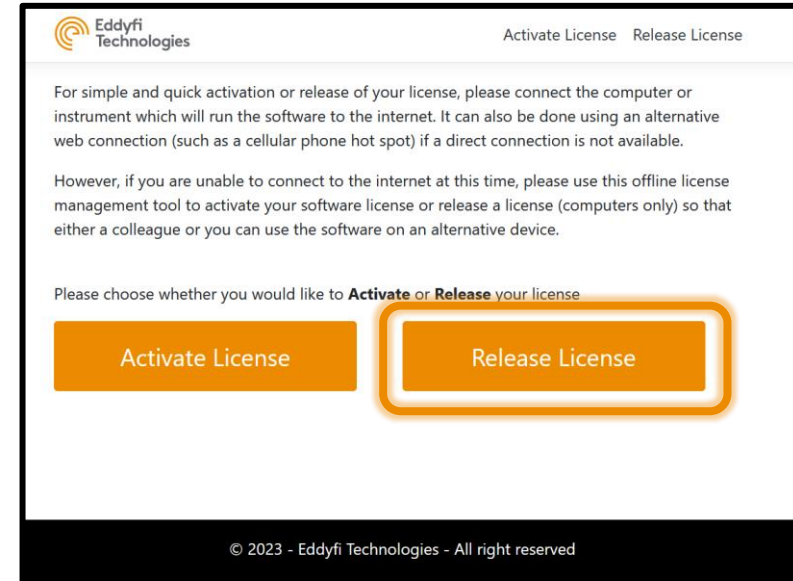 Eddyfi
Technologies
Activate License Release License
For simple and quick activation or release of your license, please connect the computer or
instrument which will run the software to the internet. It can also be done using an alternative
web connection (such as a cellular phone hot spot) if a direct connection is not available.
However, if you are unable to connect to the internet at this time, please use this offline license
management tool to activate your software license or release a license (computers only) so that
either a colleague or you can use the software on an alternative device.
Please choose whether you would like to Activate or Release your license
Activate License Release License
© 2023 - Eddyfi Technologies - All right reserved